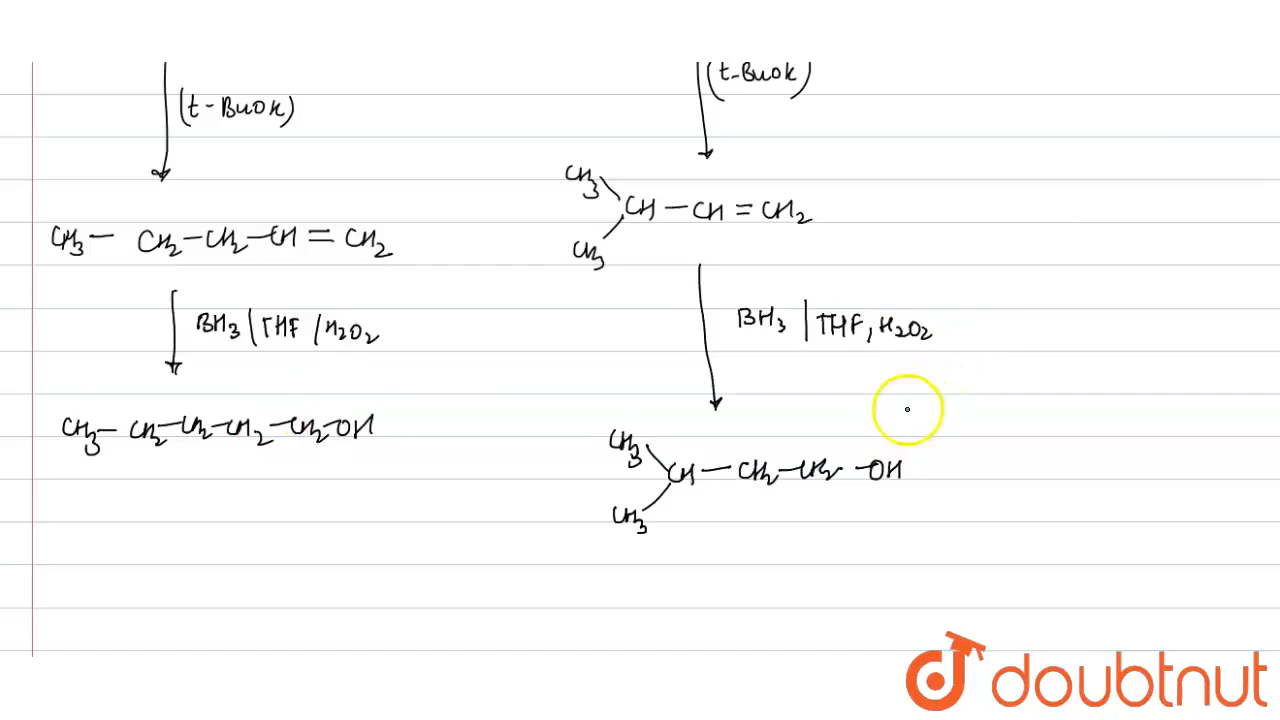 (t-BuOK)
(t-BuOK)
CH3
CH - CH = CH2
CH3
CH3 - CH2 - CH2 - CH = CH2
BH3 | THF / H2O2
BH3 | THF, H2O2
CH3 - CH2 - CH2 - CH2 - CH2 - OH
CH3
CH - CH2 - CH2 - OH
CH3
doubtnut